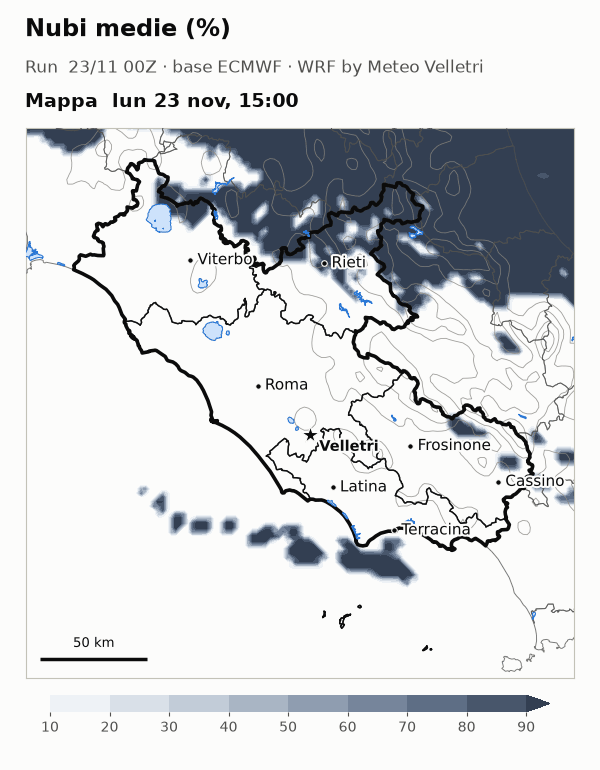 Nubi medie (%)
Run 23/11 00Z · base ECMWF · WRF by Meteo Velletri
Mappa lun 23 nov, 15:00
Viterbo
Rieti
Roma
Velletri
Frosinone
Latina
Cassino
Terracina
50 km
10 20 30 40 50 60 70 80 90